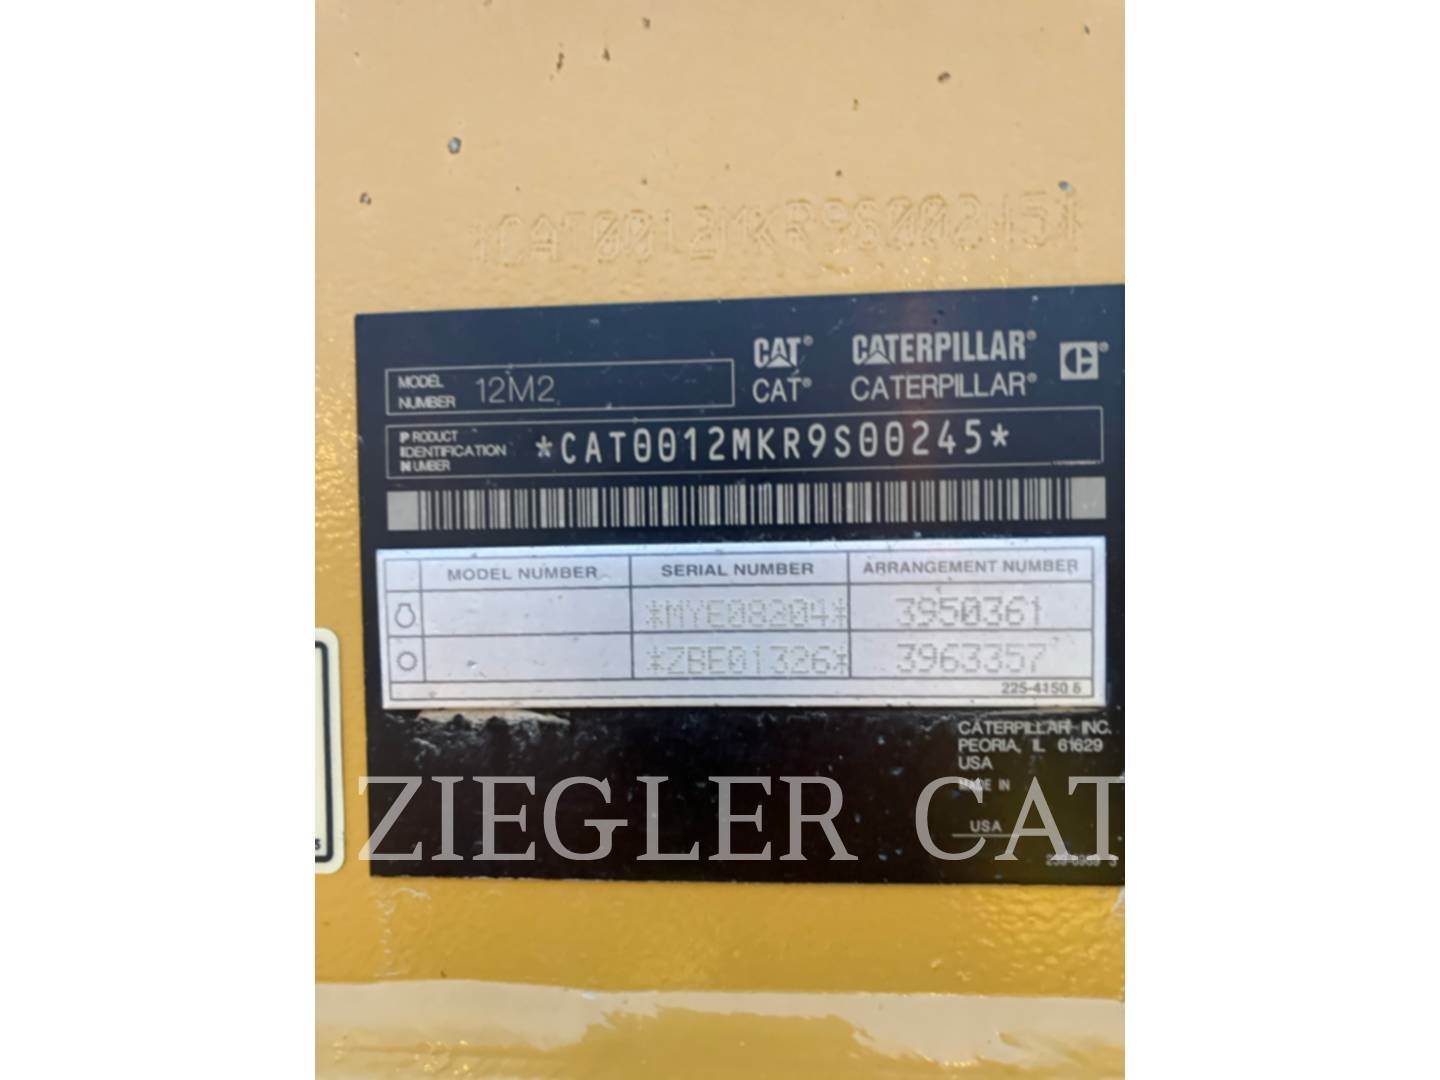 *CAT0012MKR9S00245*
CAT® CATERPILLAR®
MODEL NUMBER 12M2
CAT® CATERPILLAR®
PRODUCT IDENTIFICATION NUMBER *CAT0012MKR9S00245*
MODEL NUMBER SERIAL NUMBER ARRANGEMENT NUMBER
*MYE08204* 3950361
*ZBE01326* 3963357
225-4150 5
CATERPILLAR INC.
PEORIA, IL 61629
USA
MADE IN
USA
ZIEGLER CAT